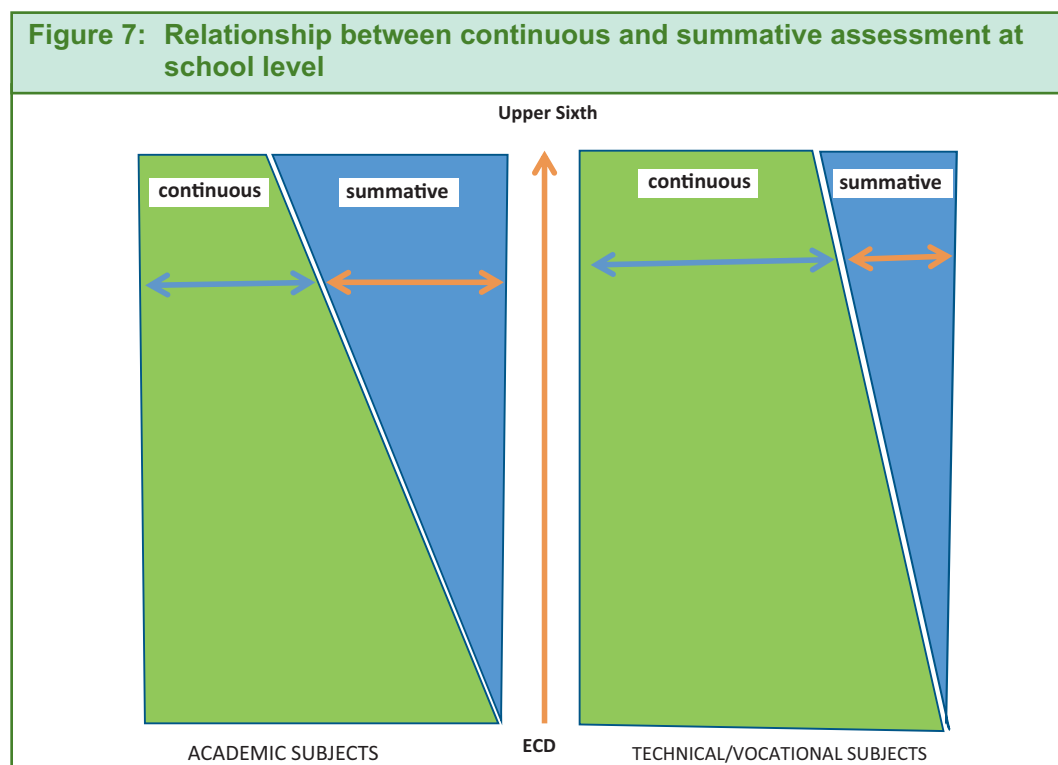 Figure 7: Relationship between continuous and summative assessment at
school level
Upper Sixth
continuous
summative
continuous
summative
ACADEMIC SUBJECTS
ECD
TECHNICAL/VOCATIONAL SUBJECTS